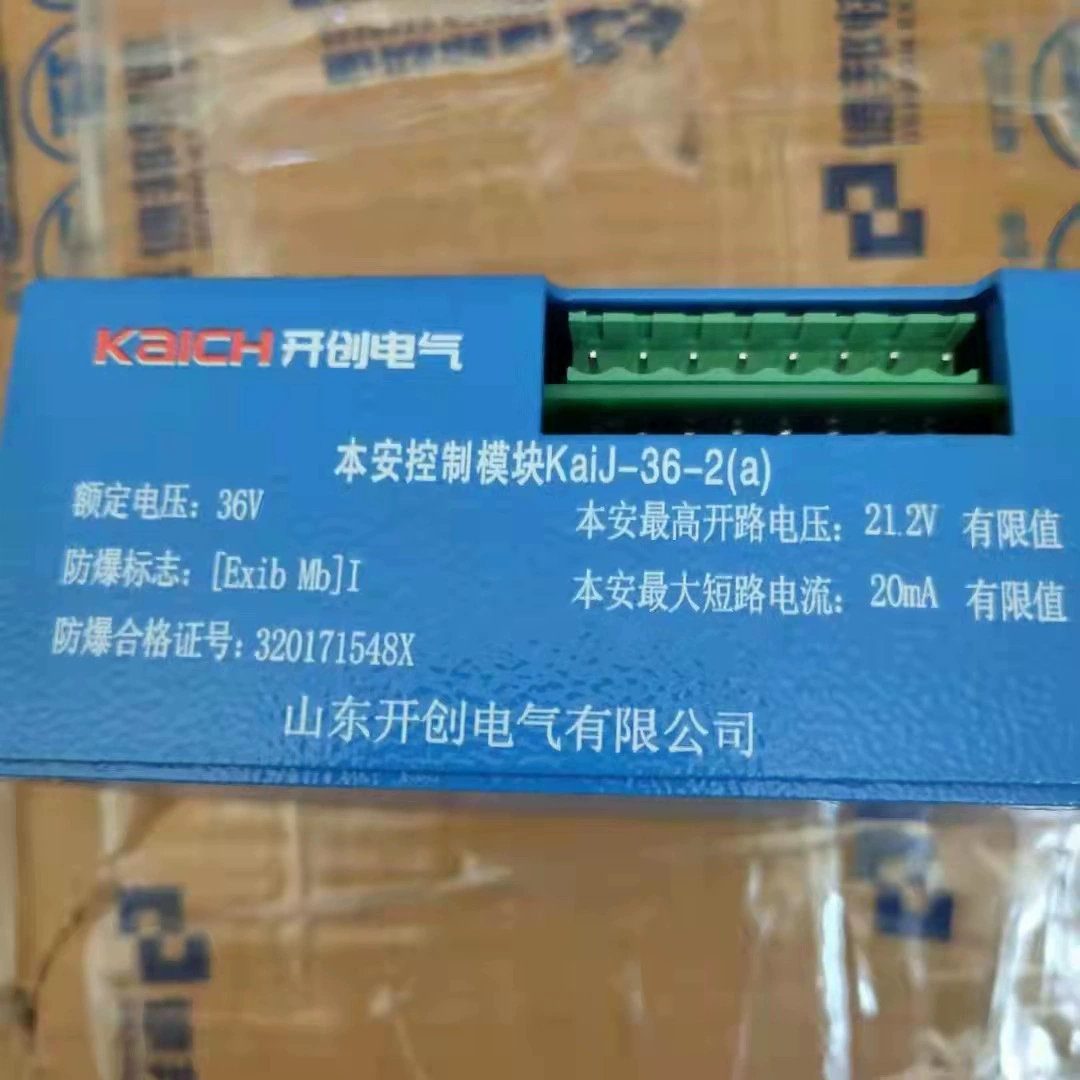 KaiCH 开创电气
本安控制模块KaiJ-36-2(a)
额定电压: 36V
本安最高开路电压: 21.2V 有限值
防爆标志: [Exib Mb]I
本安最大短路电流: 20mA 有限值
防爆合格证号: 320171548X
山东开创电气有限公司